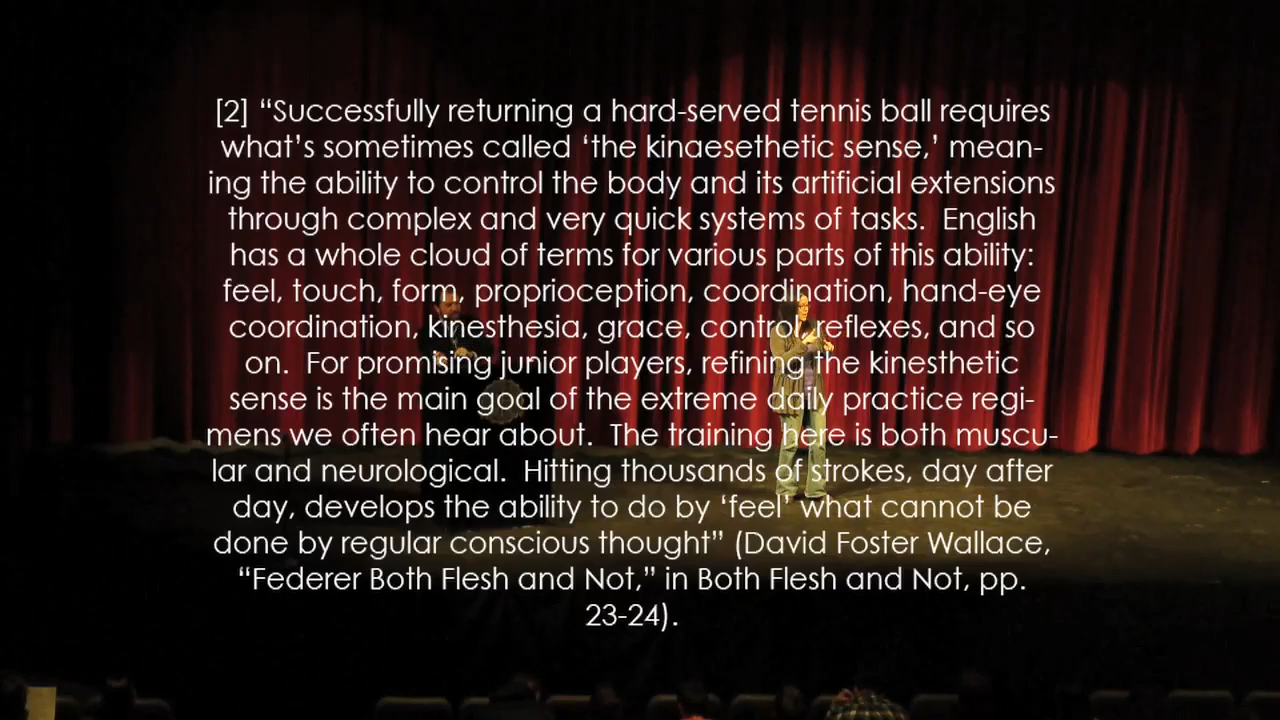 [2] “Successfully returning a hard-served tennis ball requires
what’s sometimes called ‘the kinaesethetic sense,’ mean-
ing the ability to control the body and its artificial extensions
through complex and very quick systems of tasks.  English
has a whole cloud of terms for various parts of this ability:
feel, touch, form, proprioception, coordination, hand-eye
coordination, kinesthesia, grace, control, reflexes, and so
on.  For promising junior players, refining the kinesthetic
sense is the main goal of the extreme daily practice regi-
mens we often hear about.  The training here is both muscu-
lar and neurological.  Hitting thousands of strokes, day after
day, develops the ability to do by ‘feel’ what cannot be
done by regular conscious thought” (David Foster Wallace,
“Federer Both Flesh and Not,” in Both Flesh and Not, pp.
23-24).